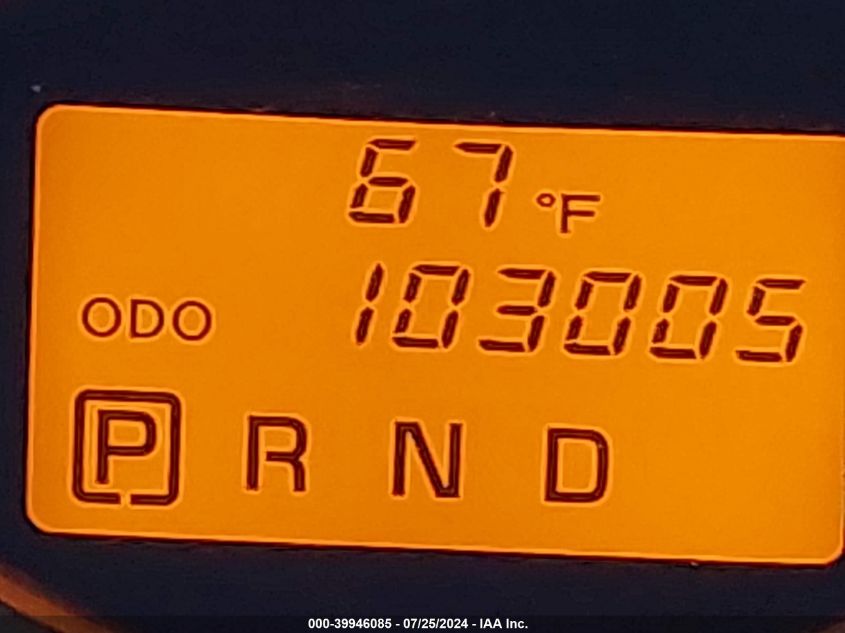 67 °F
ODO 103005
P R N D
000-39946085 - 07/25/2024 - IAA Inc.